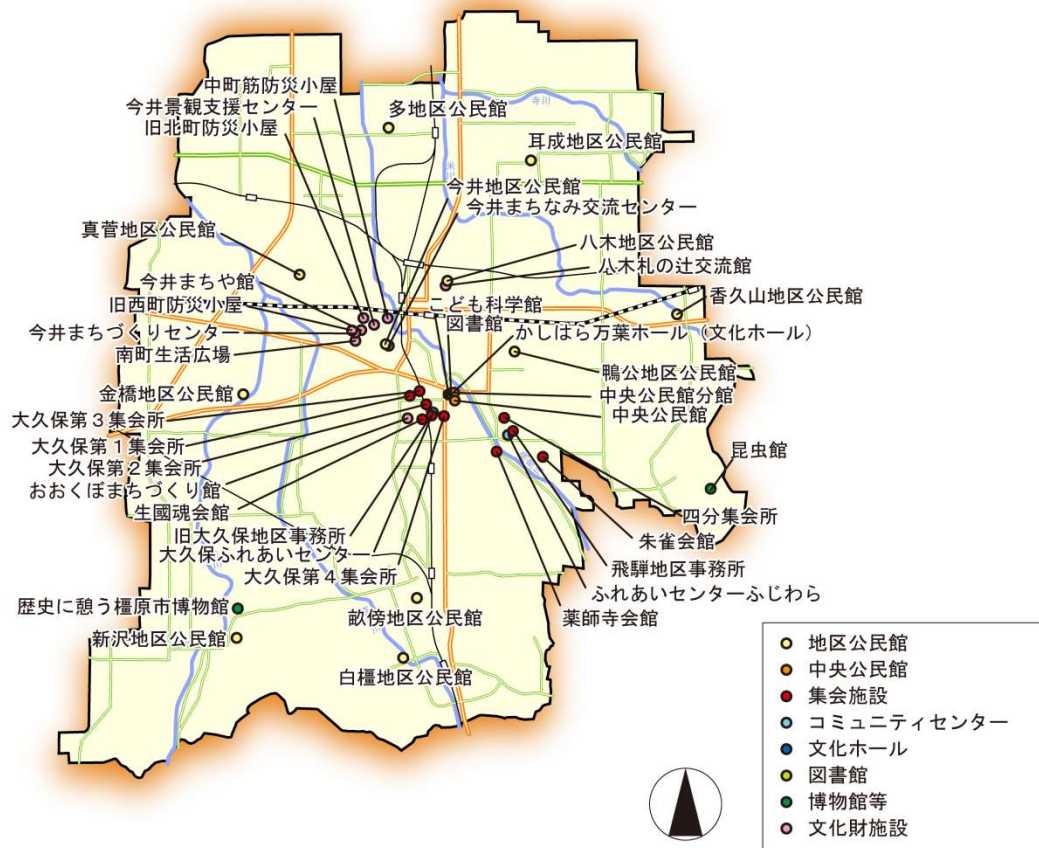 中町筋防災小屋
今井景観支援センター
旧北町防災小屋
多地区公民館
寺川
耳成地区公民館
米川
今井地区公民館
今井まちなみ交流センター
真菅地区公民館
八木地区公民館
八木札の辻交流館
今井まちや館
旧西町防災小屋
こども科学館
香久山地区公民館
図書館
今井まちづくりセンター
かしはら万葉ホール（文化ホール）
南町生活広場
鴨公地区公民館
金橋地区公民館
中央公民館分館
中央公民館
大久保第３集会所
大久保第１集会所
昆虫館
大久保第２集会所
おおくぼまちづくり館
生國魂会館
四分集会所
旧大久保地区事務所
朱雀会館
大久保ふれあいセンター
飛騨地区事務所
大久保第４集会所
ふれあいセンターふじわら
歴史に憩う橿原市博物館
畝傍地区公民館
薬師寺会館
新沢地区公民館
白橿地区公民館
地区公民館
中央公民館
集会施設
コミュニティセンター
文化ホール
図書館
博物館等
文化財施設